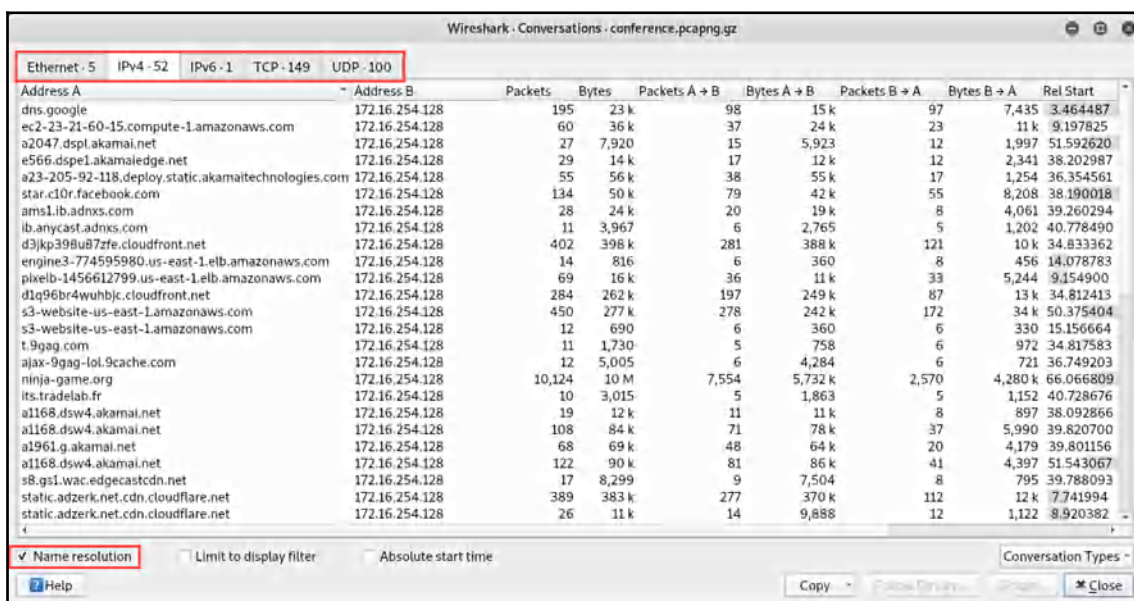 Wireshark · Conversations · conference.pcapng.gz
Ethernet · 5 IPv4 · 52 IPv6 · 1 TCP · 149 UDP · 100
Address A Address B Packets Bytes Packets A → B Bytes A → B Packets B → A Bytes B → A Rel Start
dns.google 172.16.254.128 195 23 k 98 15 k 97 7,435 3.464487
ec2-23-21-60-15.compute-1.amazonaws.com 172.16.254.128 60 36 k 37 24 k 23 11 k 9.197825
a2047.dspl.akamai.net 172.16.254.128 27 7,920 15 5,923 12 1,997 51.592620
e566.dspe1.akamaiedge.net 172.16.254.128 29 14 k 17 12 k 12 2,341 38.202987
a23-205-92-118.deploy.static.akamaitechnologies.com 172.16.254.128 55 56 k 38 55 k 17 1,254 36.354561
star.c10r.facebook.com 172.16.254.128 134 50 k 79 42 k 55 8,208 38.190018
ams1.ib.adnxs.com 172.16.254.128 28 24 k 20 19 k 8 4,061 39.260294
ib.anycast.adnxs.com 172.16.254.128 11 3,967 6 2,765 5 1,202 40.778490
d3jkp398u87zfe.cloudfront.net 172.16.254.128 402 398 k 281 388 k 121 10 k 34.833362
engine3-774595980.us-east-1.elb.amazonaws.com 172.16.254.128 14 816 6 360 8 456 14.078783
pixelb-1456612799.us-east-1.elb.amazonaws.com 172.16.254.128 69 16 k 36 11 k 33 5,244 9.154900
d1q96br4wuhbjc.cloudfront.net 172.16.254.128 284 262 k 197 249 k 87 13 k 34.812413
s3-website-us-east-1.amazonaws.com 172.16.254.128 450 277 k 278 242 k 172 34 k 50.375404
s3-website-us-east-1.amazonaws.com 172.16.254.128 12 690 6 360 6 330 15.156664
t.9gag.com 172.16.254.128 11 1,730 5 758 6 972 34.817583
ajax-9gag-lol.9cache.com 172.16.254.128 12 5,005 6 4,284 6 721 36.749203
ninja-game.org 172.16.254.128 10,124 10 M 7,554 5,732 k 2,570 4,280 k 66.066809
its.tradelab.fr 172.16.254.128 10 3,015 5 1,863 5 1,152 40.728676
a1168.dsw4.akamai.net 172.16.254.128 19 12 k 11 11 k 8 897 38.092866
a1168.dsw4.akamai.net 172.16.254.128 108 84 k 71 78 k 37 5,990 39.820700
a1961.g.akamai.net 172.16.254.128 68 69 k 48 64 k 20 4,179 39.801156
a1168.dsw4.akamai.net 172.16.254.128 122 90 k 81 86 k 41 4,397 51.543067
s8.gs1.wac.edgecastcdn.net 172.16.254.128 17 8,299 9 7,504 8 795 39.788093
static.adzerk.net.cdn.cloudflare.net 172.16.254.128 389 383 k 277 370 k 112 12 k 7.741994
static.adzerk.net.cdn.cloudflare.net 172.16.254.128 26 11 k 14 9,888 12 1,122 8.920382
Name resolution Limit to display filter Absolute start time Conversation Types
Help Copy Close